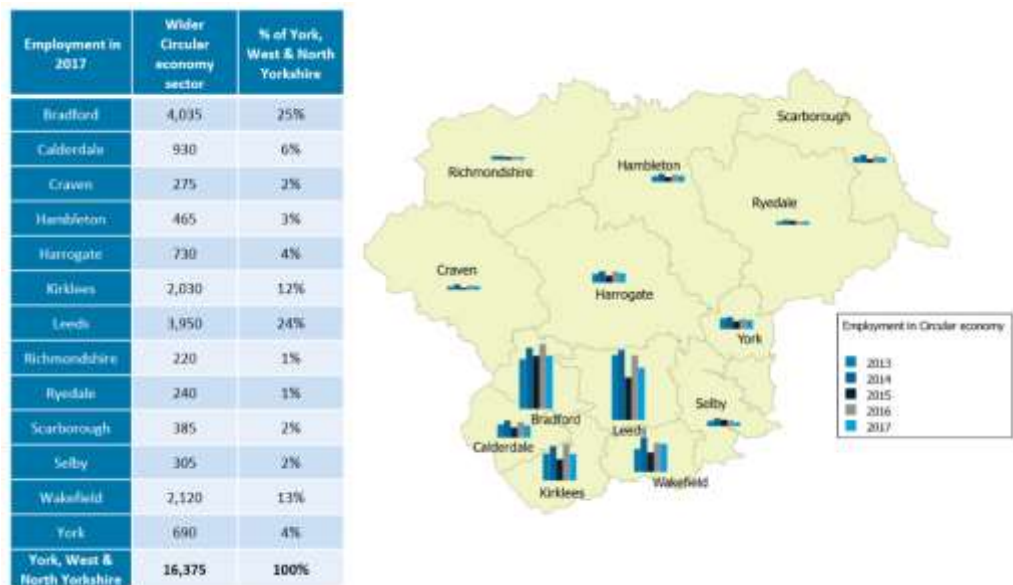 Employment in
2017
Wider
Circular
economy
sector
% of York,
West & North
Yorkshire
Bradford 4,035 25%
Calderdale 930 6%
Craven 275 2%
Hambleton 465 3%
Harrogate 730 4%
Kirklees 2,030 12%
Leeds 3,950 24%
Richmondshire 220 1%
Ryedale 240 1%
Scarborough 385 2%
Selby 305 2%
Wakefield 2,120 13%
York 690 4%
York, West &
North Yorkshire 16,375 100%
Scarborough
Richmondshire
Hambleton
Ryedale
Craven
Harrogate
York
Bradford
Leeds
Selby
Calderdale
Kirklees
Wakefield
Employment in Circular economy
2013
2014
2015
2016
2017